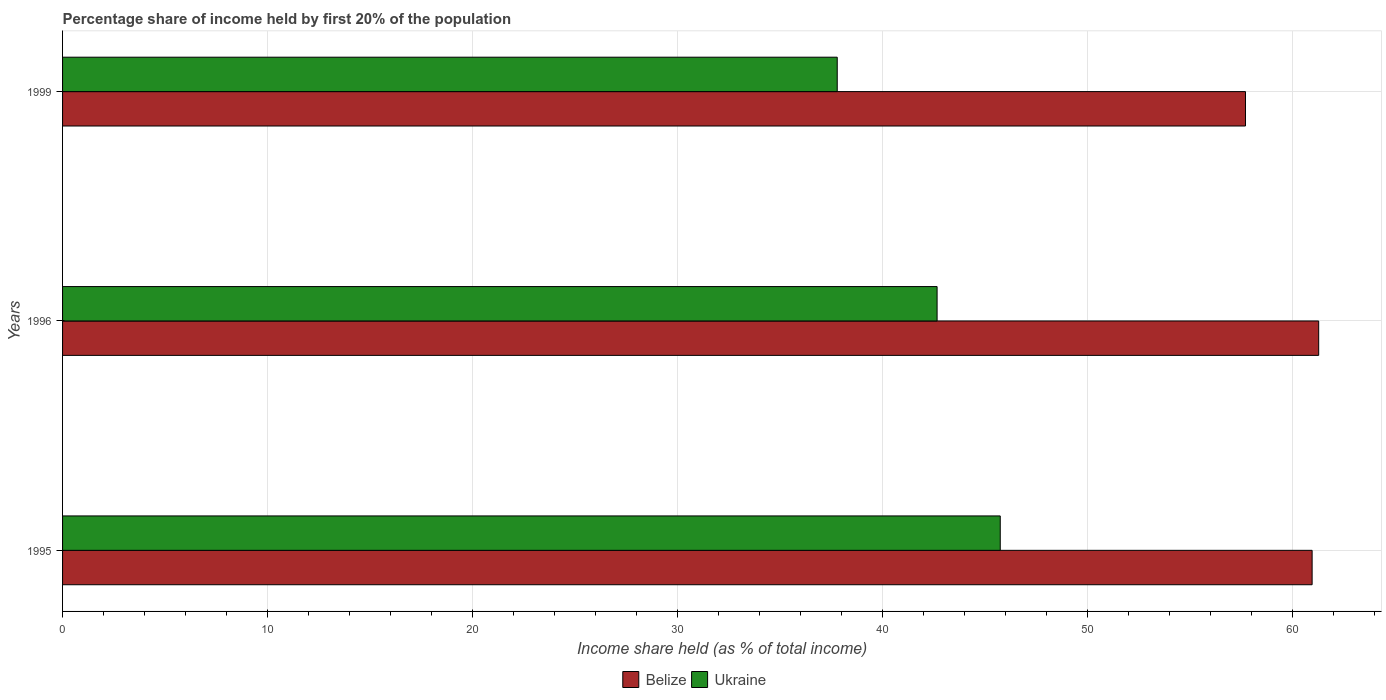 Percentage share of income held by first 20% of the population
1999
1996
1995
Years
0
10
20
30
40
50
60
Income share held (as % of total income)
Belize
Ukraine